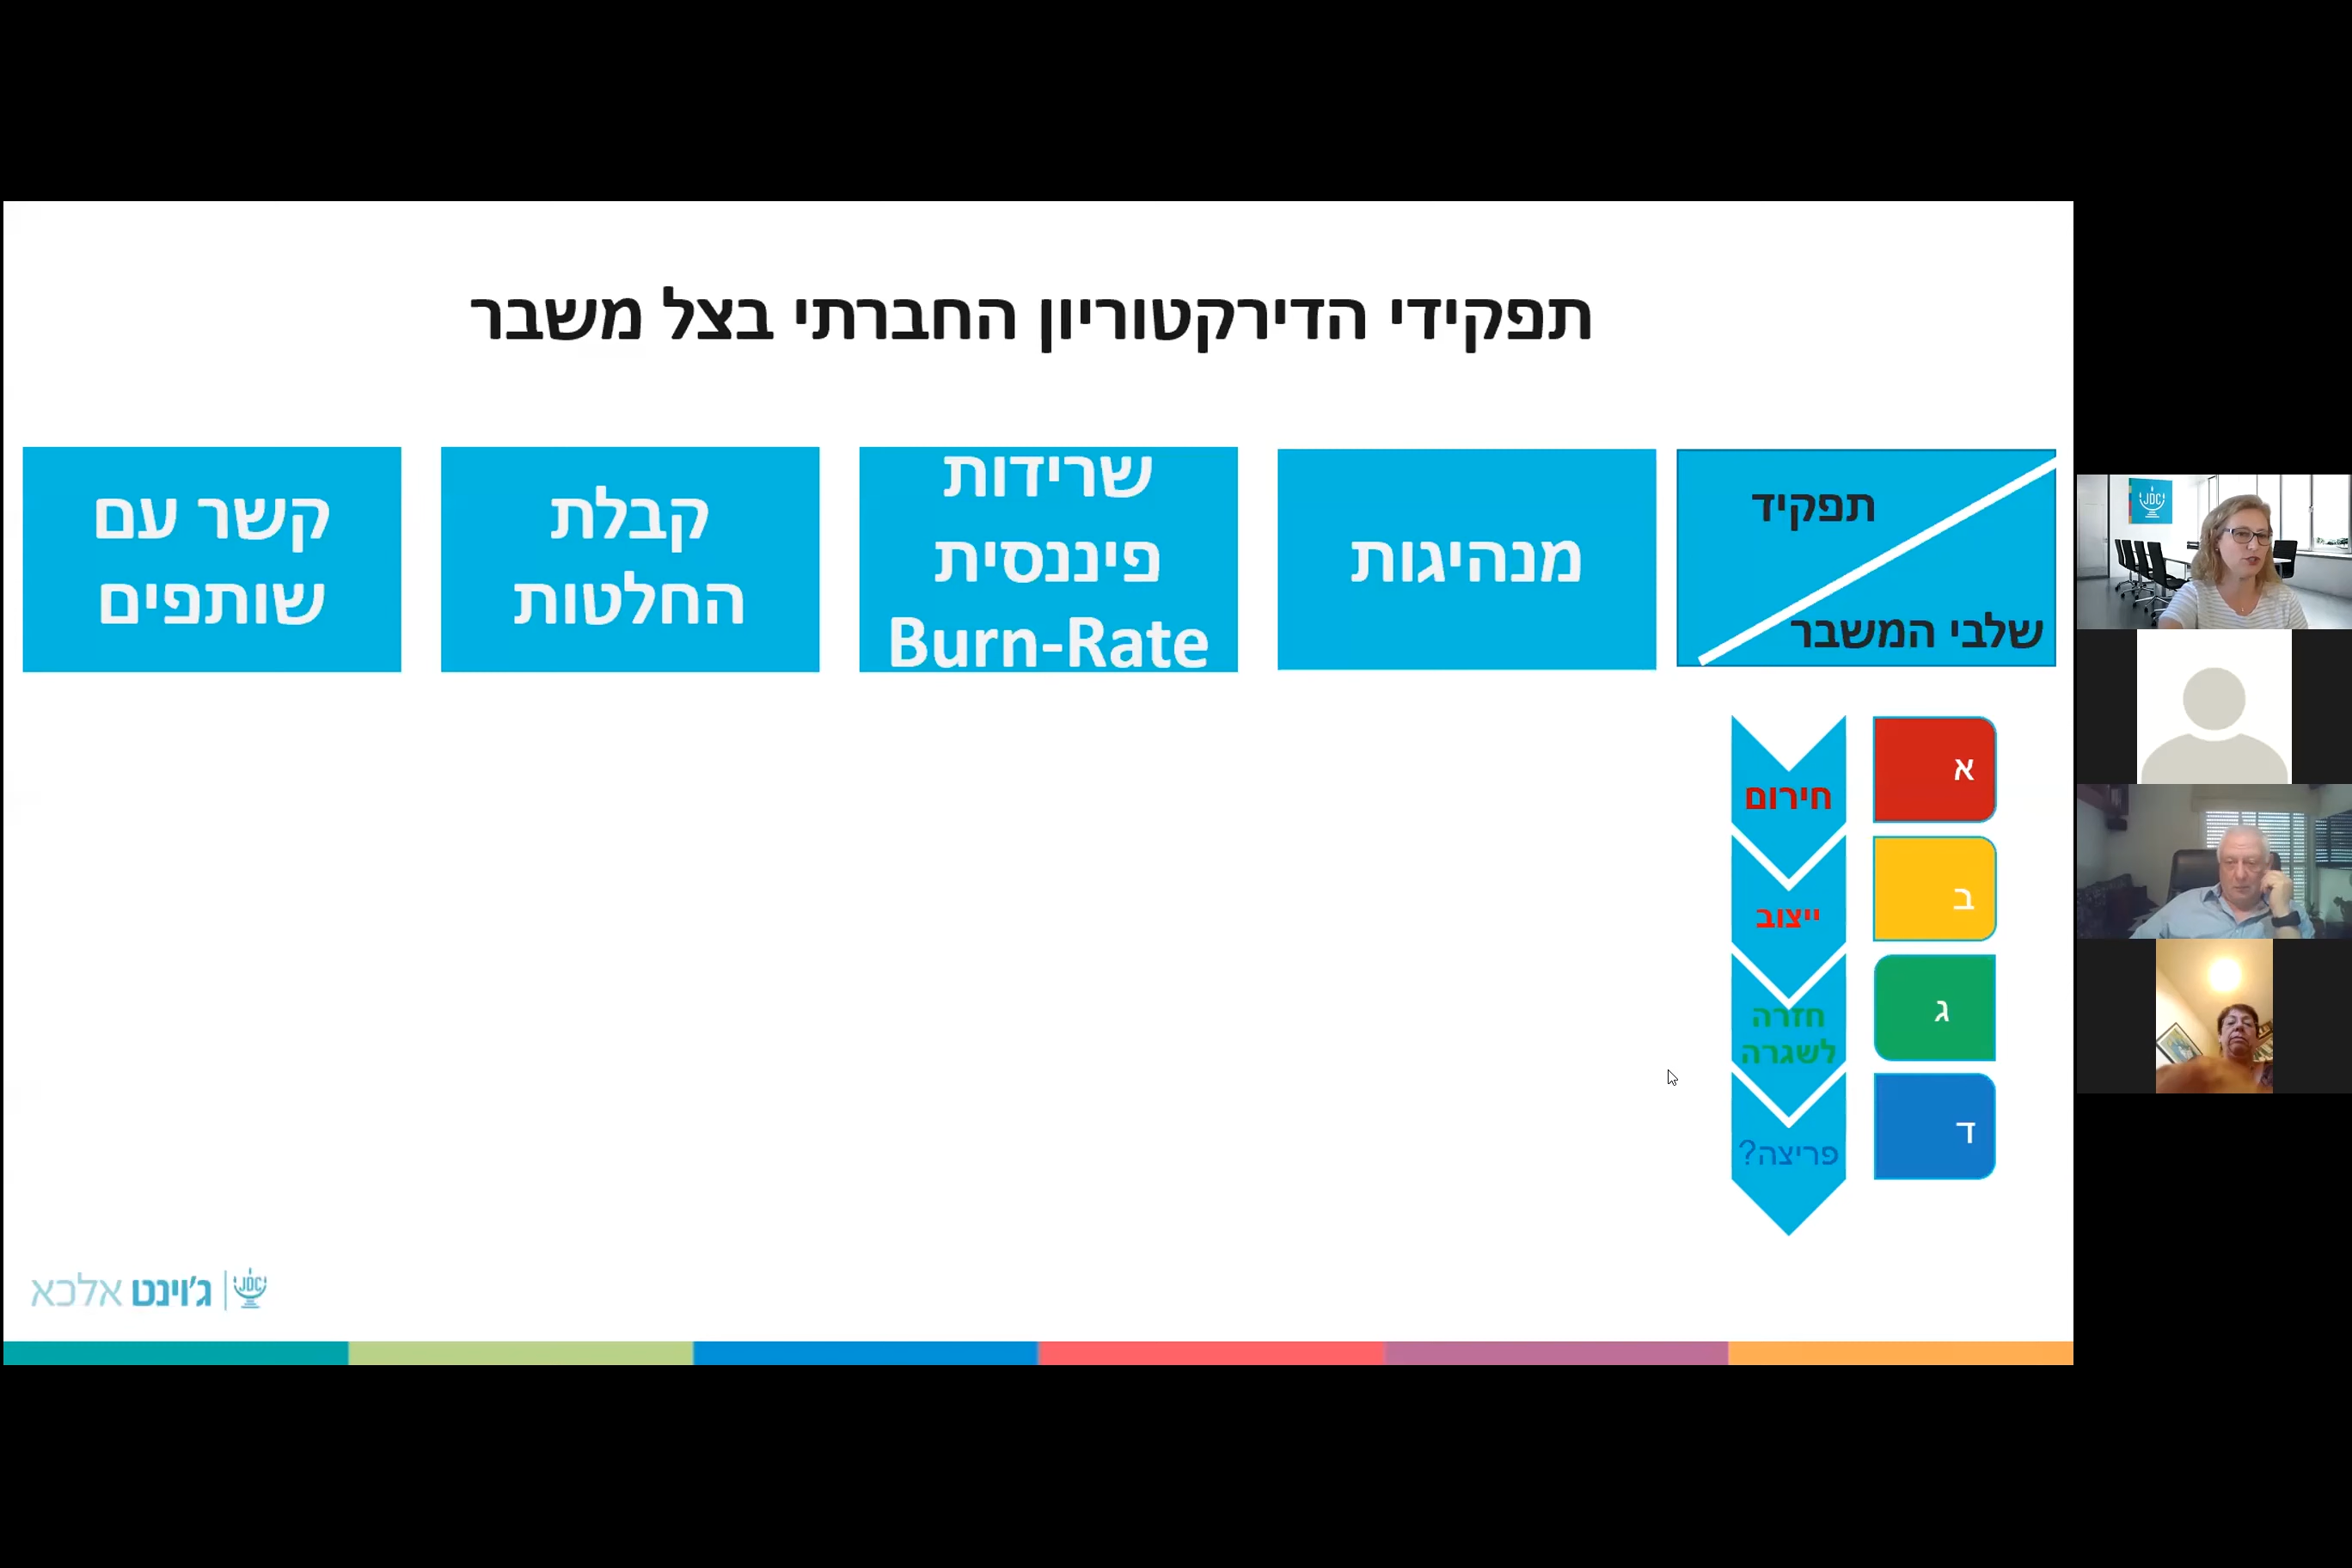 תפקידי הדירקטוריון החברתי בצל משבר
תפקיד
שלבי המשבר
מנהיגות
שרידות
פיננסית
Burn-Rate
קבלת
החלטות
קשר עם
שותפים
א
חירום
ב
ייצוב
ג
חזרה
לשגרה
ד
פריצה?
JDC
ג'וינט אלכא
JDC